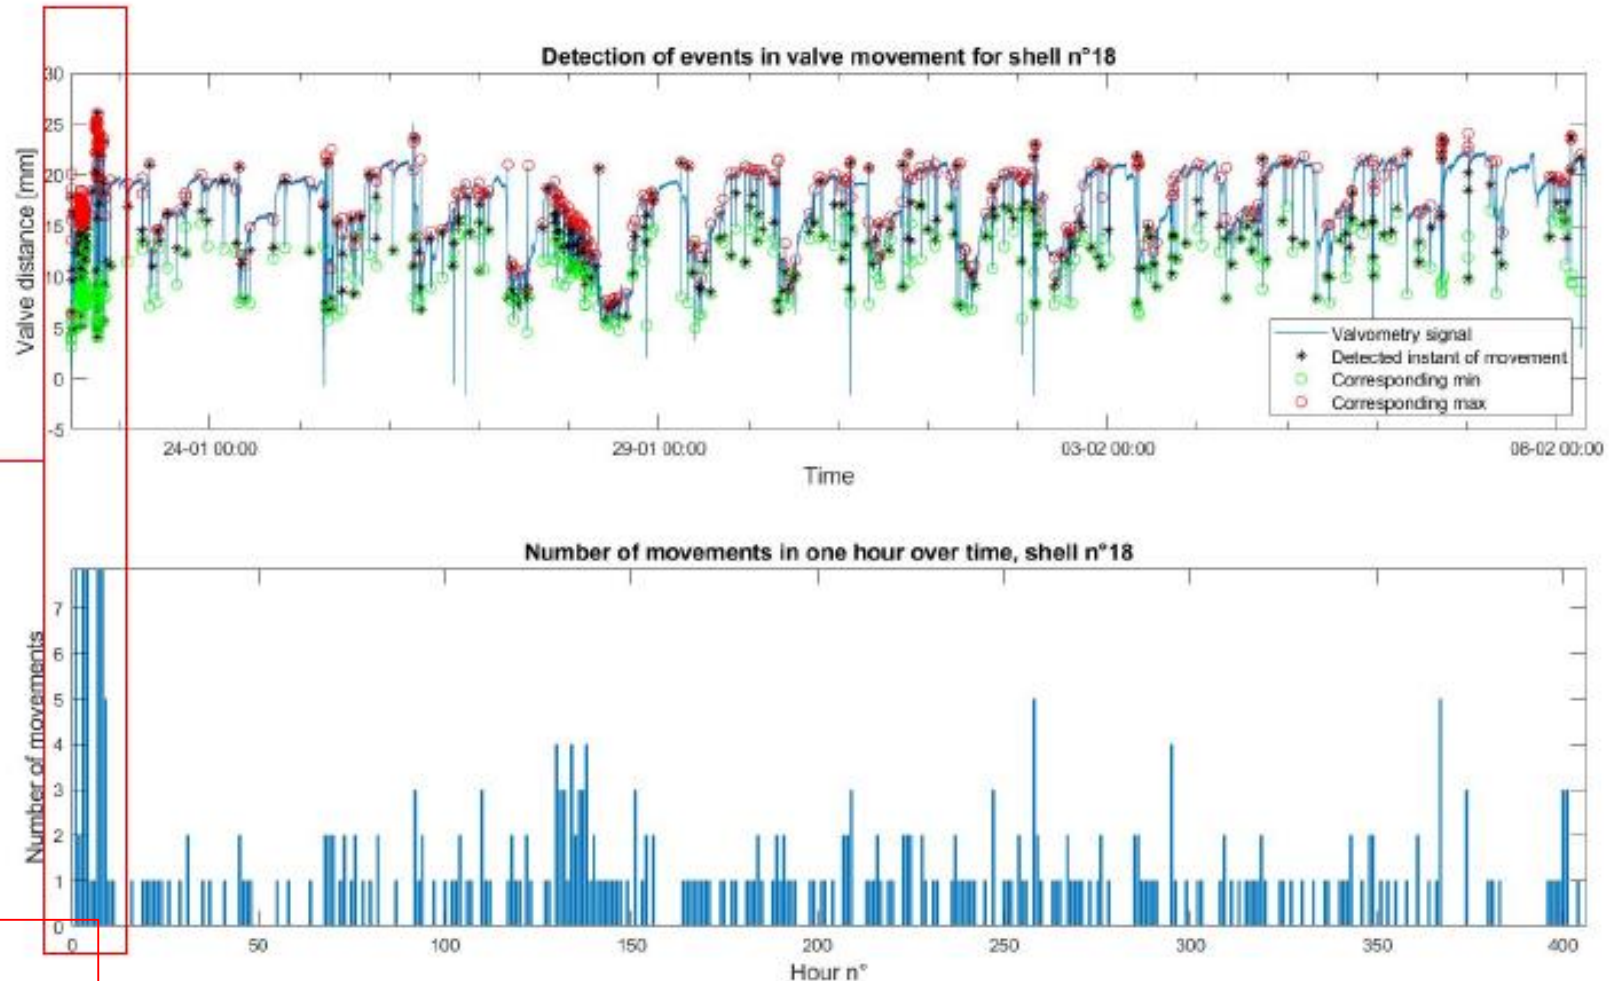 Detection of events in valve movement for shell n°18
30
25
20
15
10
5
0
-5
Valve distance [mm]
Valvometry signal
Detected instant of movement
Corresponding min
Corresponding max
24-01 00:00
29-01 00:00
03-02 00:00
08-02 00:00
Time
Number of movements in one hour over time, shell n°18
7
6
5
4
3
2
1
0
Number of movements
0
50
100
150
200
250
300
350
400
Hour n°